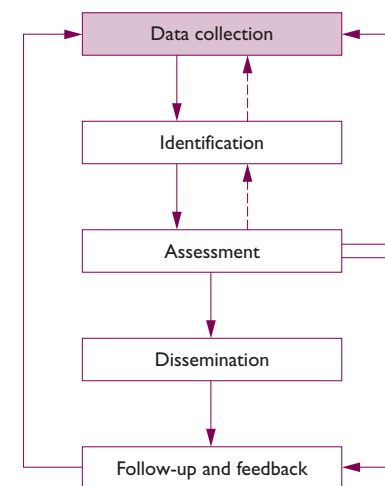 Data collection
Identification
Assessment
Dissemination
Follow-up and feedback